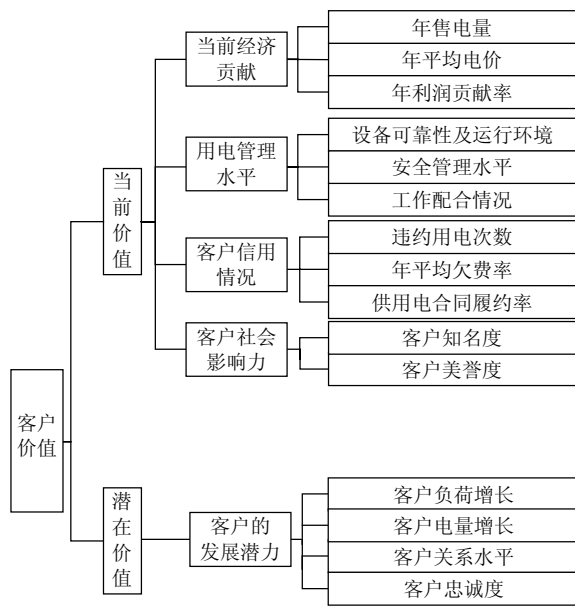 客户
价值
当
前
价
值
当前经济
贡献
年售电量
年平均电价
年利润贡献率
用电管理
水平
设备可靠性及运行环境
安全管理水平
工作配合情况
客户信用
情况
违约用电次数
年平均欠费率
供用电合同履约率
客户社会
影响力
客户知名度
客户美誉度
潜
在
价
值
客户的
发展潜力
客户负荷增长
客户电量增长
客户关系水平
客户忠诚度